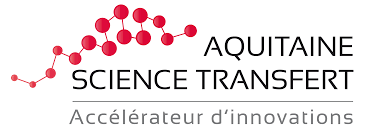 AQUITAINE
SCIENCE TRANSFERT
Accélérateur d'innovations